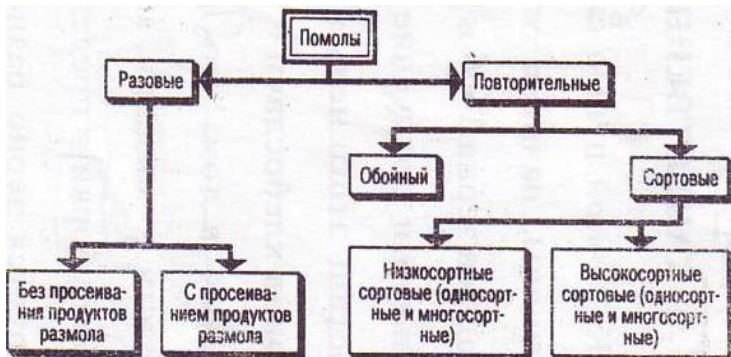 Помолы
Разовые
Повторительные
Обойный
Сортовые
Без просеива-
ния продуктов
размола
С просеива-
нием продуктов
размола
Низкосортные
сортовые (односорт-
ные и многосорт-
ные)
Высокосортные
сортовые (односорт-
ные и многосорт-
ные)